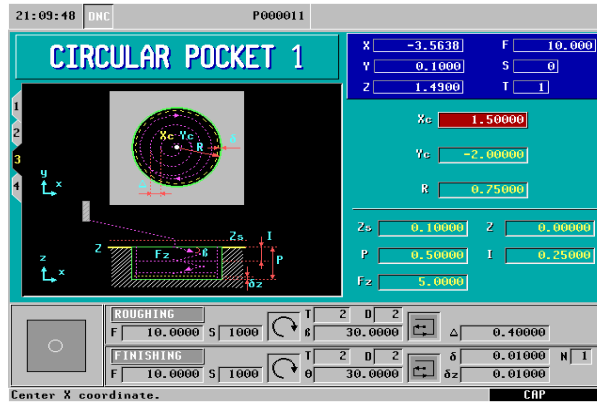 21:09:48 DNC P000011
CIRCULAR POCKET 1
X -3.5638 F 10.000
Y 0.1000 S 0
Z 1.4900 T 1
1
2
3
4
Xc Yc
R
δ
Δ
y
x
Xc 1.50000
Yc -2.00000
R 0.75000
Zs I
Z Fz ß P
δz
z
x
Zs 0.10000 Z 0.00000
P 0.50000 I 0.25000
Fz 5.0000
ROUGHING T 2 D 2
F 10.0000 S 1000 ß 30.0000 Δ 0.40000
FINISHING T 2 D 2 δ 0.01000 N 1
F 10.0000 S 1000 θ 30.0000 δz 0.01000
Center X coordinate. CAP